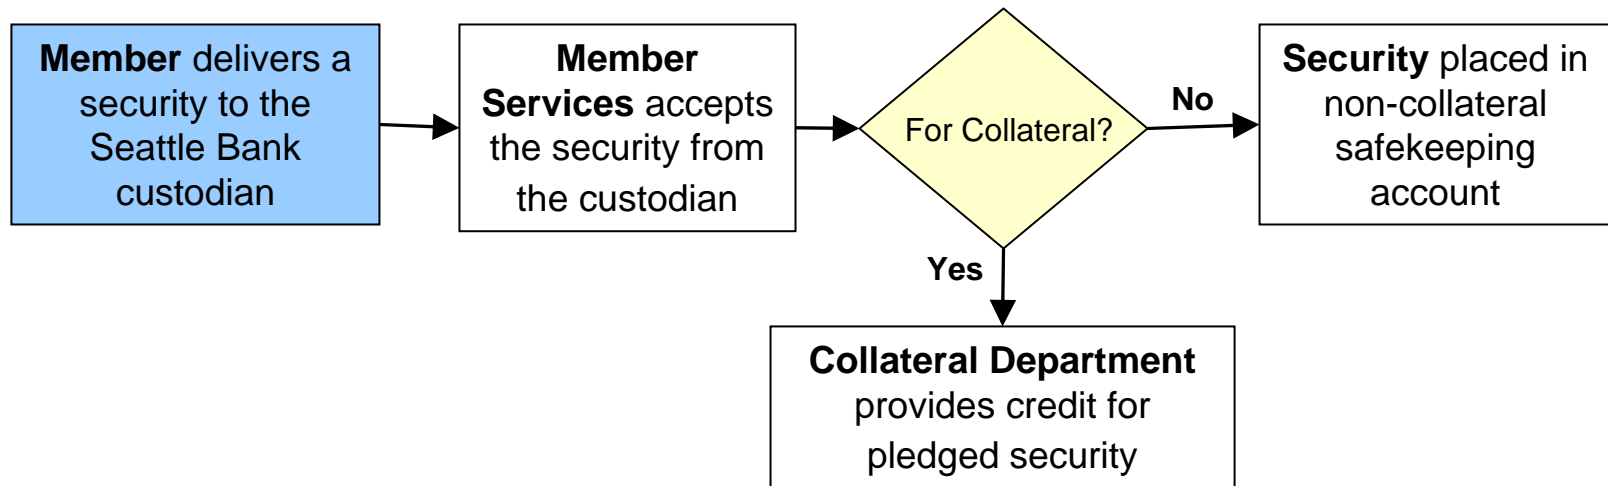 Member delivers a
security to the
Seattle Bank
custodian
Member
Services accepts
the security from
the custodian
For Collateral?
No
Security placed in
non-collateral
safekeeping
account
Yes
Collateral Department
provides credit for
pledged security